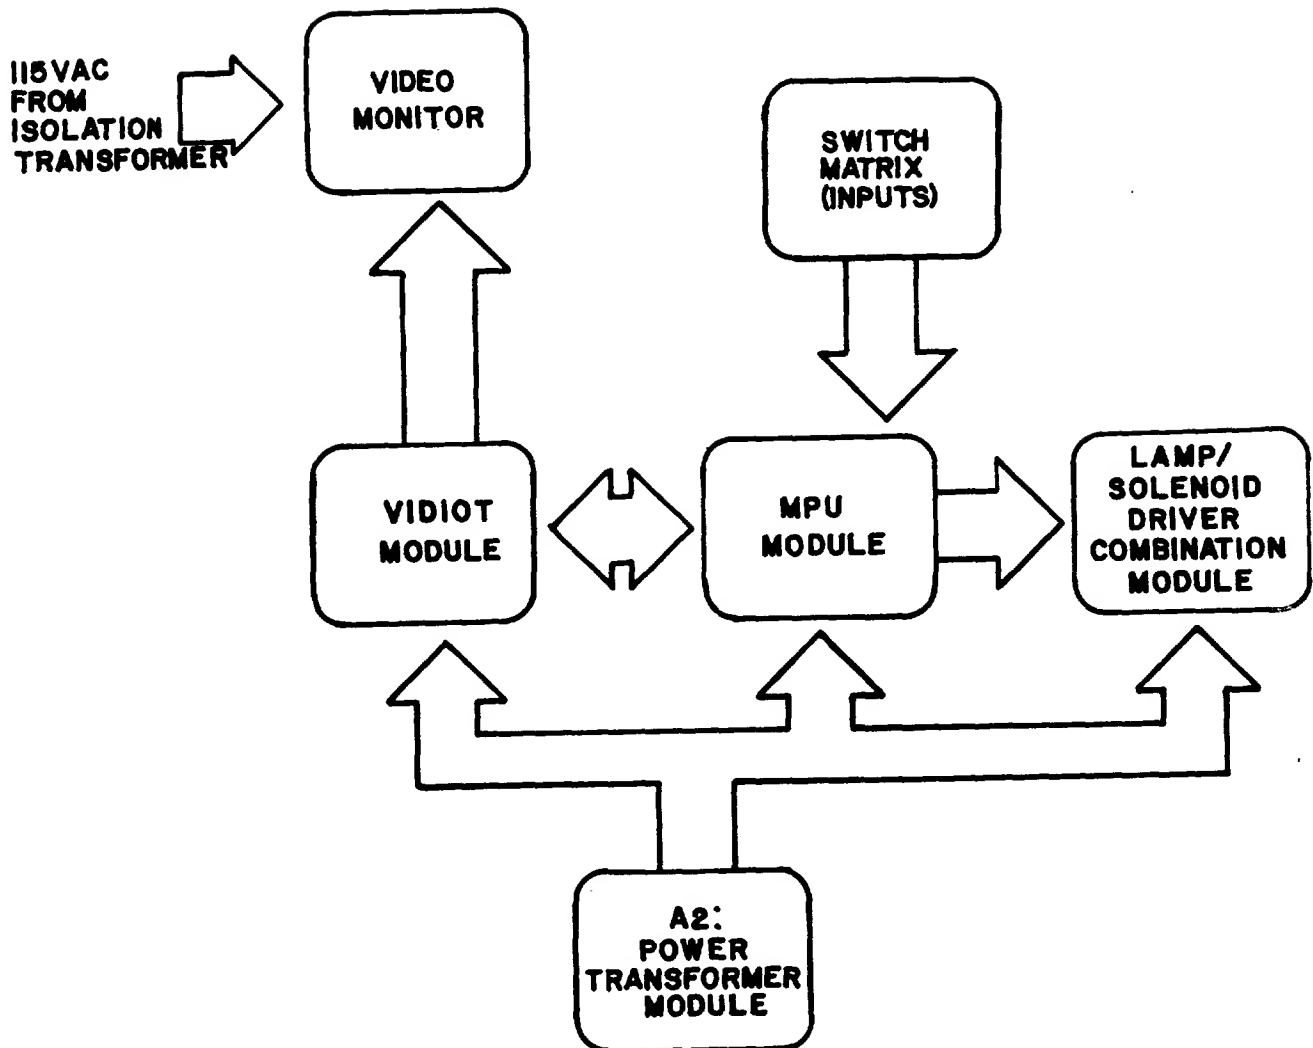 115VAC
FROM
ISOLATION
TRANSFORMER
VIDEO
MONITOR
SWITCH
MATRIX
(INPUTS)
VIDIOT
MODULE
MPU
MODULE
LAMP/
SOLENOID
DRIVER
COMBINATION
MODULE
A2:
POWER
TRANSFORMER
MODULE